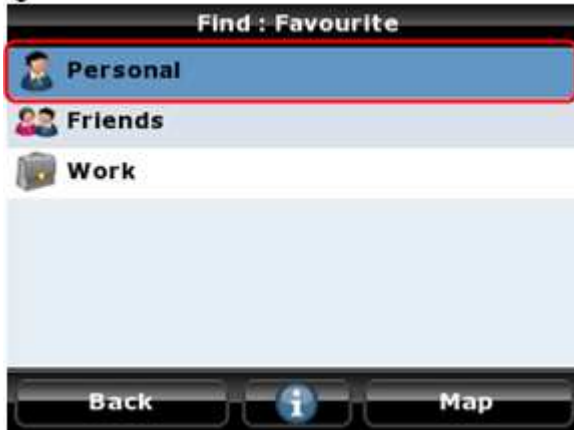 Find : Favourite
Personal
Friends
Work
Back
i
Map